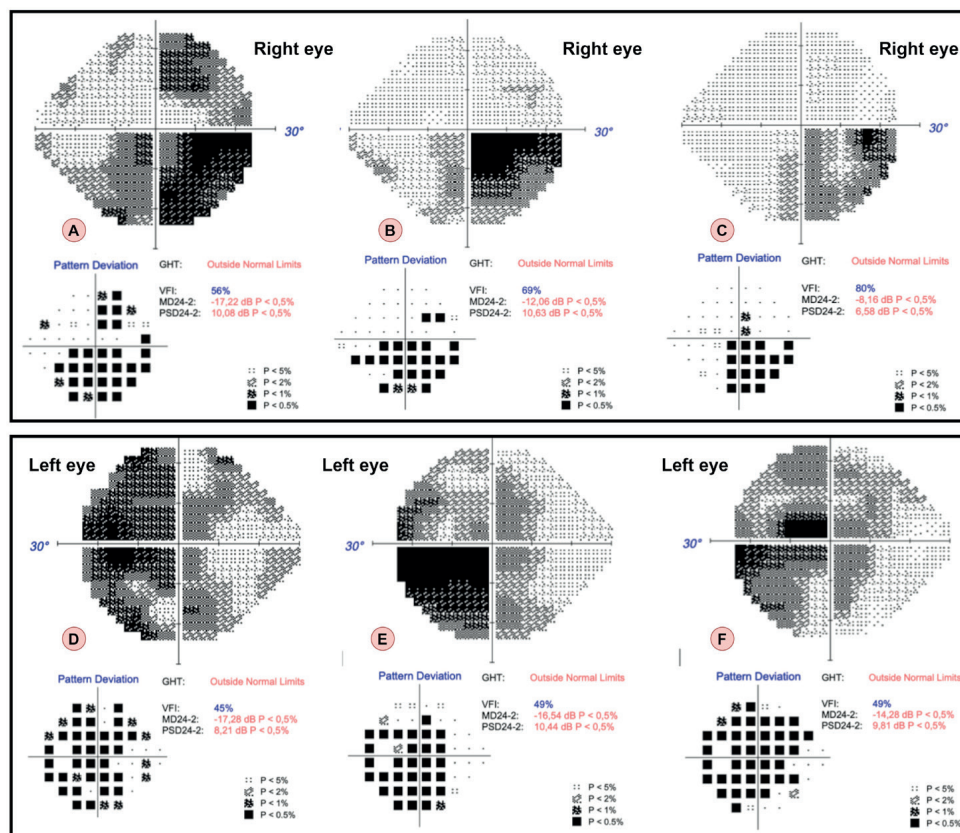 Right eye
30°
A
Pattern Deviation
GHT: Outside Normal Limits
VFI: 56%
MD24-2: -17,22 dB P < 0,5%
PSD24-2: 10,08 dB P < 0,5%
P < 5%
P < 2%
P < 1%
P < 0.5%
Right eye
30°
B
Pattern Deviation
GHT: Outside Normal Limits
VFI: 69%
MD24-2: -12,06 dB P < 0,5%
PSD24-2: 10,63 dB P < 0,5%
P < 5%
P < 2%
P < 1%
P < 0.5%
Right eye
30°
C
Pattern Deviation
GHT: Outside Normal Limits
VFI: 80%
MD24-2: -8,16 dB P < 0,5%
PSD24-2: 6,58 dB P < 0,5%
P < 5%
P < 2%
P < 1%
P < 0.5%
Left eye
30°
D
Pattern Deviation
GHT: Outside Normal Limits
VFI: 45%
MD24-2: -17,28 dB P < 0,5%
PSD24-2: 8,21 dB P < 0,5%
P < 5%
P < 2%
P < 1%
P < 0.5%
Left eye
30°
E
Pattern Deviation
GHT: Outside Normal Limits
VFI: 49%
MD24-2: -16,54 dB P < 0,5%
PSD24-2: 10,44 dB P < 0,5%
P < 5%
P < 2%
P < 1%
P < 0.5%
Left eye
30°
F
Pattern Deviation
GHT: Outside Normal Limits
VFI: 49%
MD24-2: -14,28 dB P < 0,5%
PSD24-2: 9,81 dB P < 0,5%
P < 5%
P < 2%
P < 1%
P < 0.5%